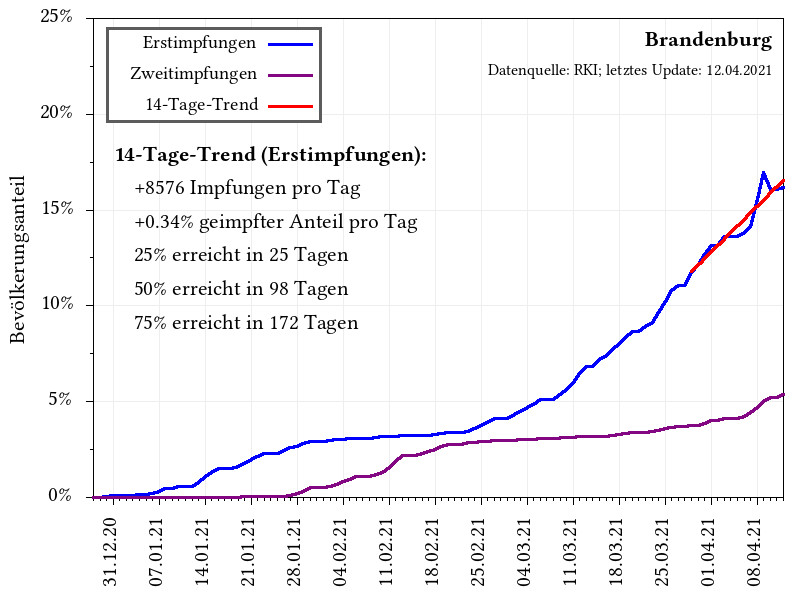 25%
20%
15%
10%
5%
0%
Bevölkerungsanteil
Erstimpfungen
Zweitimpfungen
14-Tage-Trend
Brandenburg
Datenquelle: RKI; letztes Update: 12.04.2021
14-Tage-Trend (Erstimpfungen):
+8576 Impfungen pro Tag
+0.34% geimpfter Anteil pro Tag
25% erreicht in 25 Tagen
50% erreicht in 98 Tagen
75% erreicht in 172 Tagen
31.12.20
07.01.21
14.01.21
21.01.21
28.01.21
04.02.21
11.02.21
18.02.21
25.02.21
04.03.21
11.03.21
18.03.21
25.03.21
01.04.21
08.04.21